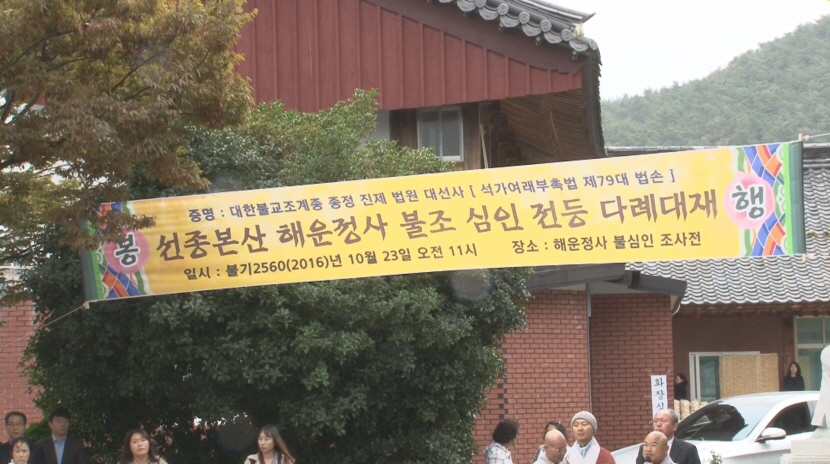 증명 : 대한불교조계종 종정 진제 법원 대선사 [ 석가여래부촉법 제79대 법손 ]
봉 선종본산 해운정사 불조 심인 전등 다례대재 행
일시 : 불기2560(2016)년 10월 23일 오전 11시 장소 : 해운정사 불심인 조사전
화장실